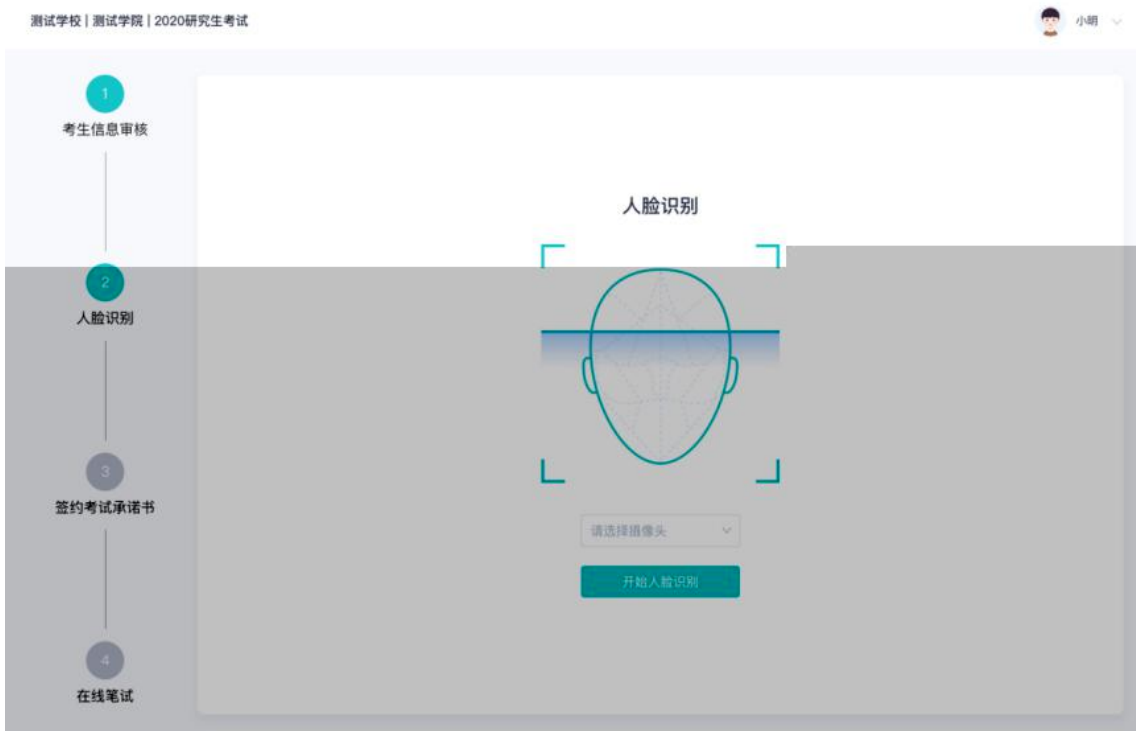 测试学校 | 测试学院 | 2020研究生考试
小明
1
考生信息审核
2
人脸识别
3
签约考试承诺书
4
在线笔试
人脸识别
请选择摄像头
开始人脸识别